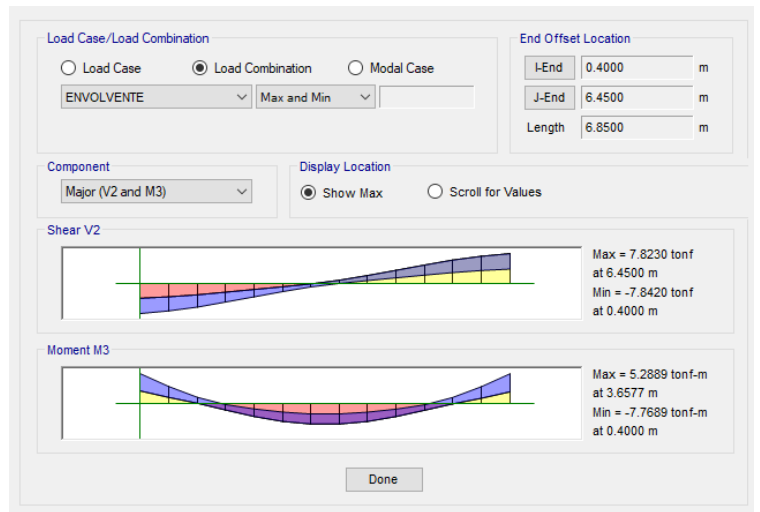 Load Case/Load Combination
Load Case
Load Combination
Modal Case
ENVOLVENTE
Max and Min
End Offset Location
I-End 0.4000 m
J-End 6.4500 m
Length 6.8500 m
Component
Major (V2 and M3)
Display Location
Show Max
Scroll for Values
Shear V2
Max = 7.8230 tonf
at 6.4500 m
Min = -7.8420 tonf
at 0.4000 m
Moment M3
Max = 5.2889 tonf-m
at 3.6577 m
Min = -7.7689 tonf-m
at 0.4000 m
Done